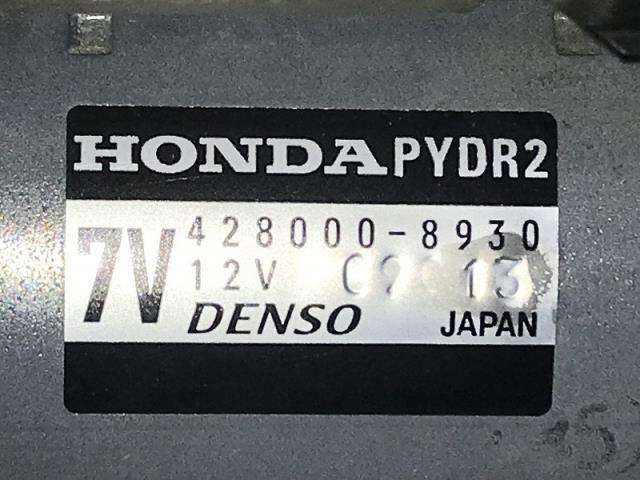 HONDA PYDR2
7V 428000-8930
12V
DENSO JAPAN